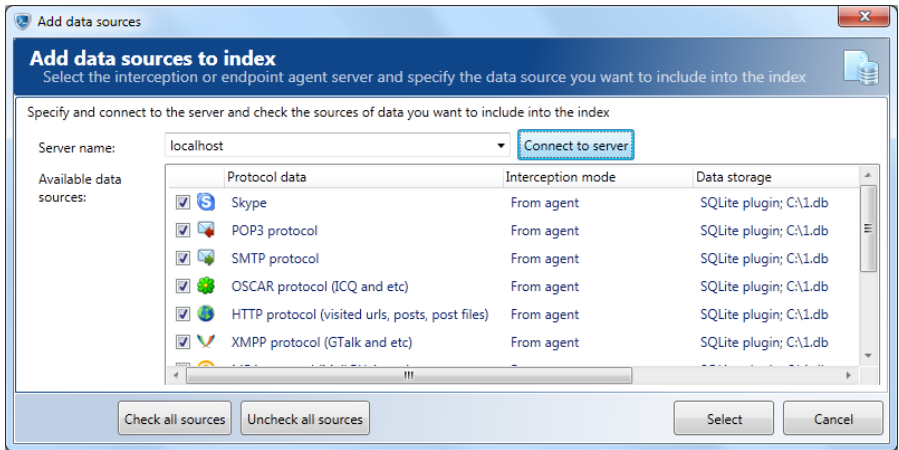 Add data sources
Add data sources to index
Select the interception or endpoint agent server and specify the data source you want to include into the index
Specify and connect to the server and check the sources of data you want to include into the index
Server name: localhost Connect to server
Available data sources:
Protocol data Interception mode Data storage
Skype From agent SQLite plugin; C:\1.db
POP3 protocol From agent SQLite plugin; C:\1.db
SMTP protocol From agent SQLite plugin; C:\1.db
OSCAR protocol (ICQ and etc) From agent SQLite plugin; C:\1.db
HTTP protocol (visited urls, posts, post files) From agent SQLite plugin; C:\1.db
XMPP protocol (GTalk and etc) From agent SQLite plugin; C:\1.db
Check all sources Uncheck all sources Select Cancel